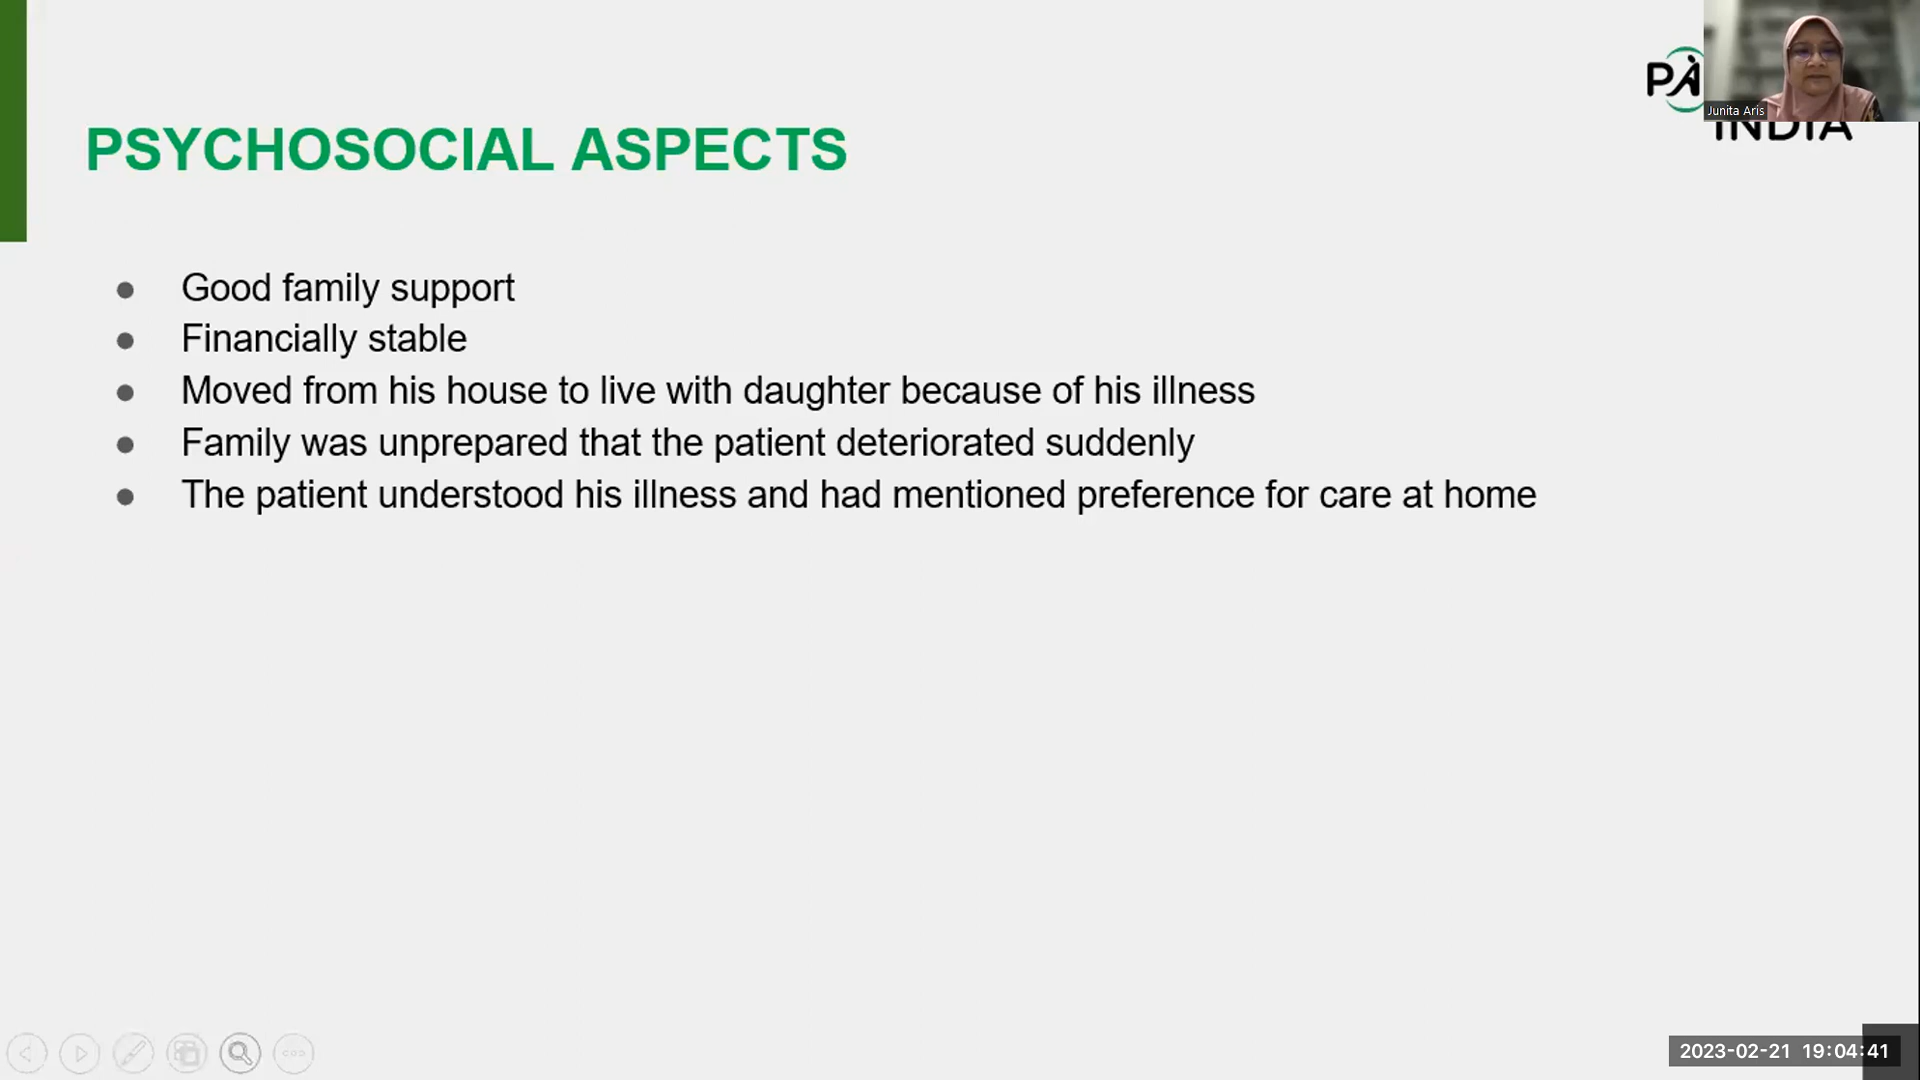 PA
Junita Aris
INDIA
PSYCHOSOCIAL ASPECTS
● Good family support
● Financially stable
● Moved from his house to live with daughter because of his illness
● Family was unprepared that the patient deteriorated suddenly
● The patient understood his illness and had mentioned preference for care at home
2023-02-21 19:04:41